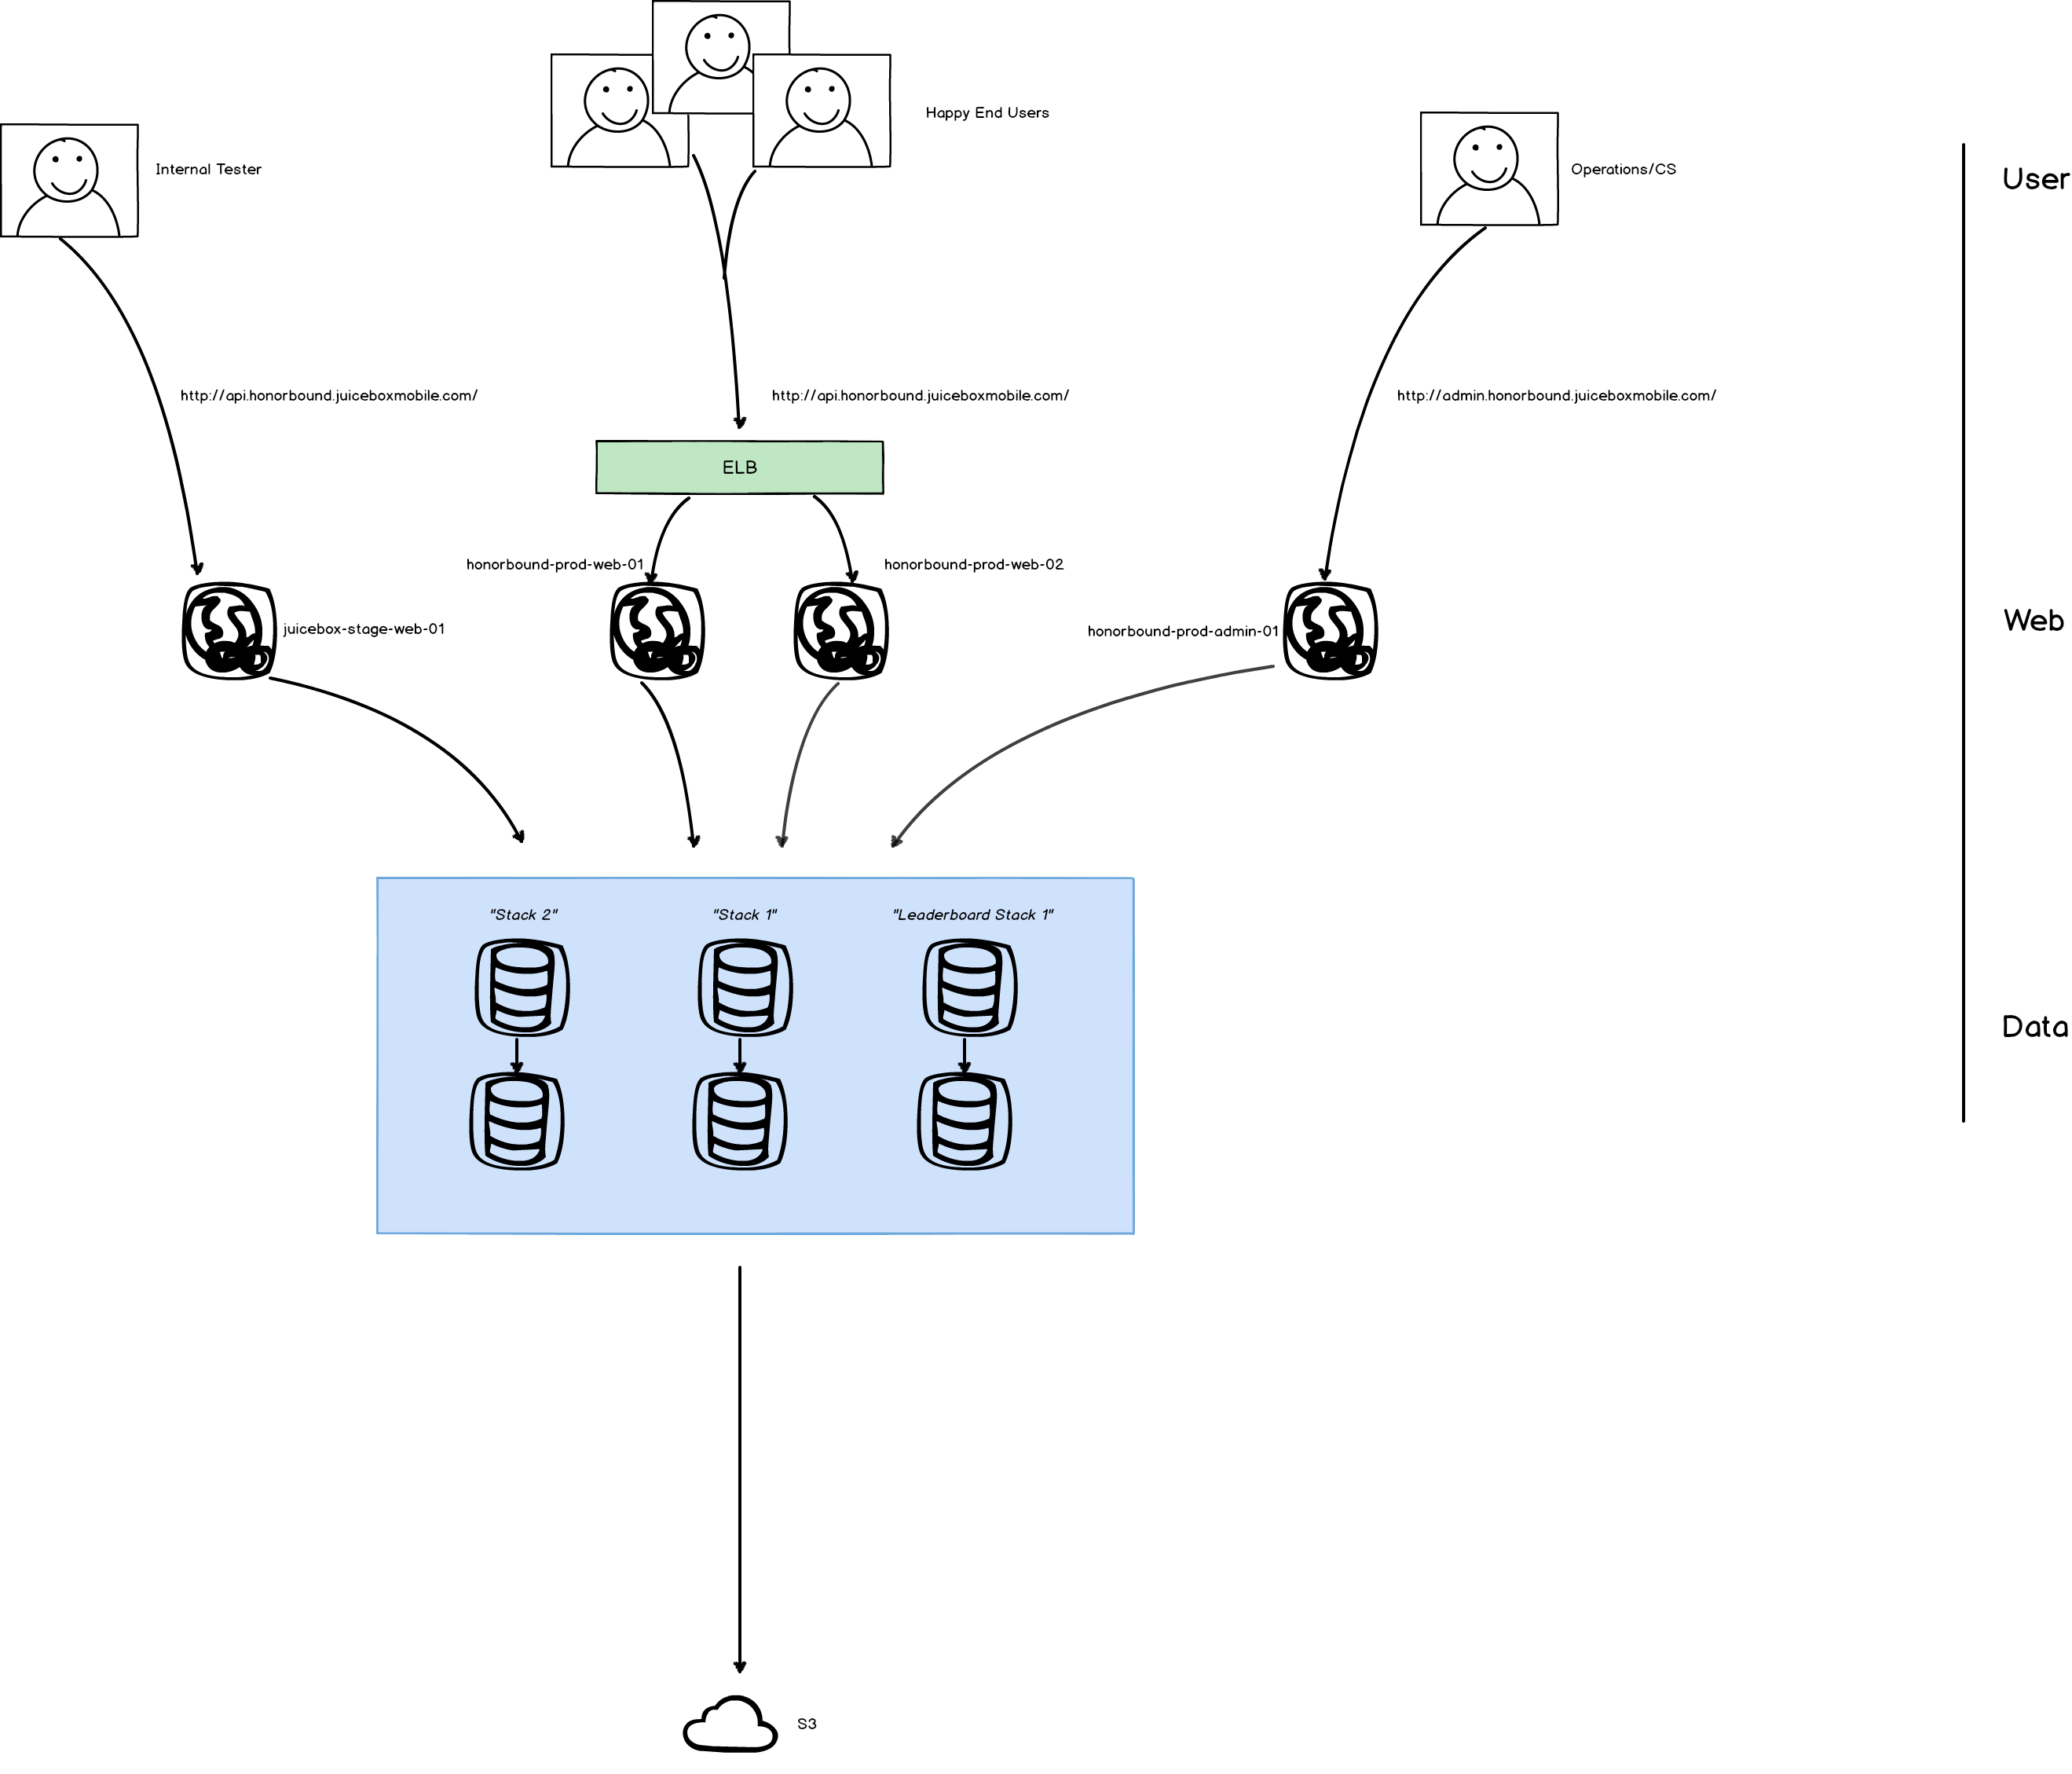 Happy End Users
Internal Tester
Operations/CS
User
http://api.honorbound.juiceboxmobile.com/
http://api.honorbound.juiceboxmobile.com/
http://admin.honorbound.juiceboxmobile.com/
ELB
honorbound-prod-web-01
honorbound-prod-web-02
juicebox-stage-web-01
honorbound-prod-admin-01
Web
"Stack 2"
"Stack 1"
"Leaderboard Stack 1"
Data
S3